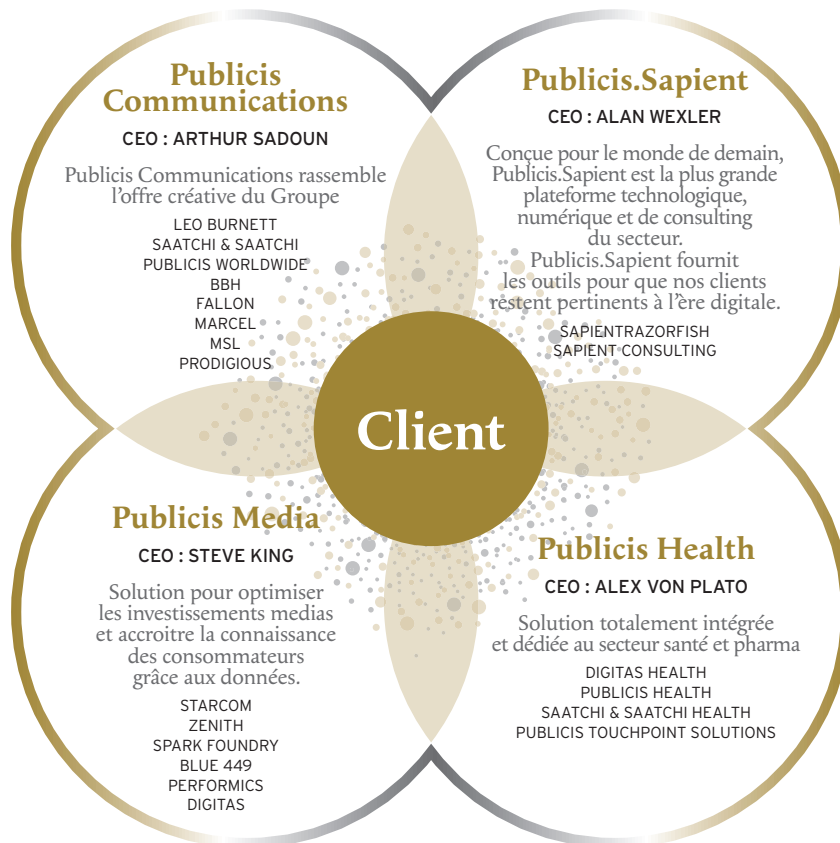 Publicis
Communications
CEO : ARTHUR SADOUN
Publicis Communications rassemble
l'offre créative du Groupe
LEO BURNETT
SAATCHI & SAATCHI
PUBLICIS WORLDWIDE
BBH
FALLON
MARCEL
MSL
PRODIGIOUS
Publicis.Sapient
CEO : ALAN WEXLER
Conçue pour le monde de demain,
Publicis.Sapient est la plus grande
plateforme technologique,
numérique et de consulting
du secteur.
Publicis.Sapient fournit
les outils pour que nos clients
restent pertinents à l'ère digitale.
SAPIENTRAZORFISH
SAPIENT CONSULTING
Client
Publicis Media
CEO : STEVE KING
Solution pour optimiser
les investissements medias
et accroitre la connaissance
des consommateurs
grâce aux données.
STARCOM
ZENITH
SPARK FOUNDRY
BLUE 449
PERFORMICS
DIGITAS
Publicis Health
CEO : ALEX VON PLATO
Solution totalement intégrée
et dédiée au secteur santé et pharma
DIGITAS HEALTH
PUBLICIS HEALTH
SAATCHI & SAATCHI HEALTH
PUBLICIS TOUCHPOINT SOLUTIONS